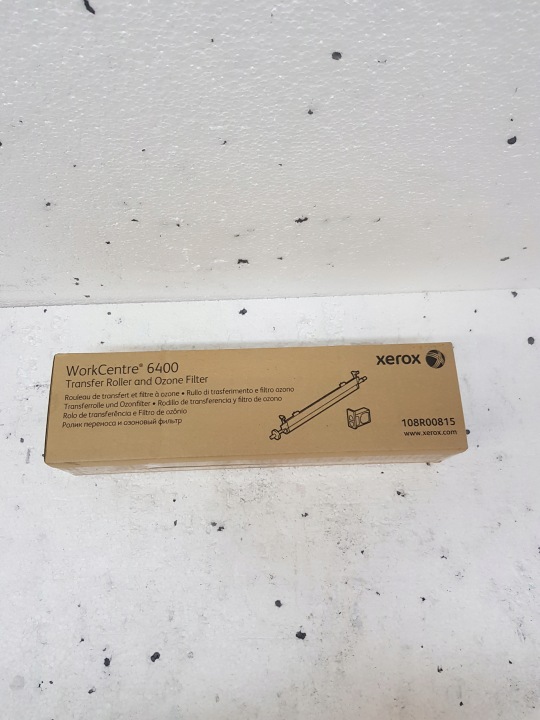 WorkCentre® 6400
Transfer Roller and Ozone Filter
Rouleau de transfert et filtre à ozone • Rullo di trasferimento e filtro ozono
Transferrolle und Ozonfilter • Rodillo de transferencia y filtro de ozono
Rolo de transferência e Filtro de ozônio
Ролик переноса и озоновый фильтр
xerox
108R00815
www.xerox.com